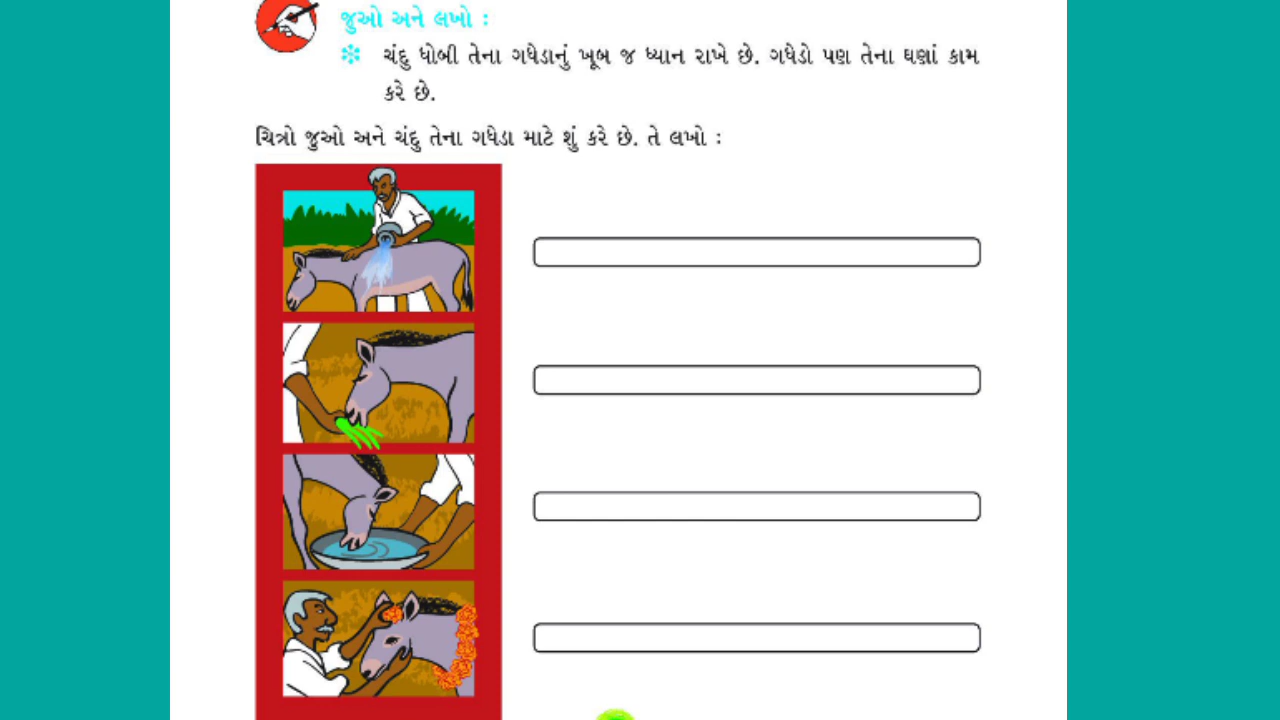 જુઓ અને લખો :
ચંદુ ધોબી તેના ગધેડાનું ખૂબ જ ધ્યાન રાખે છે. ગધેડો પણ તેના ઘણાં કામ
કરે છે.
ચિત્રો જુઓ અને ચંદુ તેના ગધેડા માટે શું કરે છે. તે લખો :